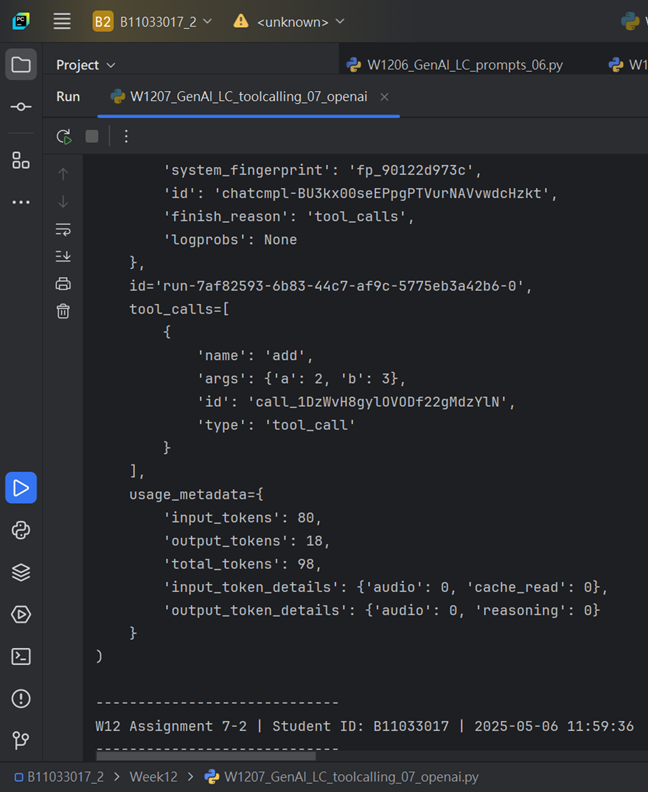 PC
B2 B11033017_2
<unknown>
Project
W1206_GenAI_LC_prompts_06.py
W1
Run
W1207_GenAI_LC_toolcalling_07_openai
'system_fingerprint': 'fp_90122d973c',
'id': 'chatcmpl-BU3kx00seEPpgPTVurNAVvwdcHzkt',
'finish_reason': 'tool_calls',
'logprobs': None
},
id='run-7af82593-6b83-44c7-af9c-5775eb3a42b6-0',
tool_calls=[
{
'name': 'add',
'args': {'a': 2, 'b': 3},
'id': 'call_1DzWvH8gylOVODf22gMdzYlN',
'type': 'tool_call'
}
],
usage_metadata={
'input_tokens': 80,
'output_tokens': 18,
'total_tokens': 98,
'input_token_details': {'audio': 0, 'cache_read': 0},
'output_token_details': {'audio': 0, 'reasoning': 0}
}
)
-----------------------------
W12 Assignment 7-2 | Student ID: B11033017 | 2025-05-06 11:59:36
-----------------------------
B11033017_2 > Week12 > W1207_GenAI_LC_toolcalling_07_openai.py